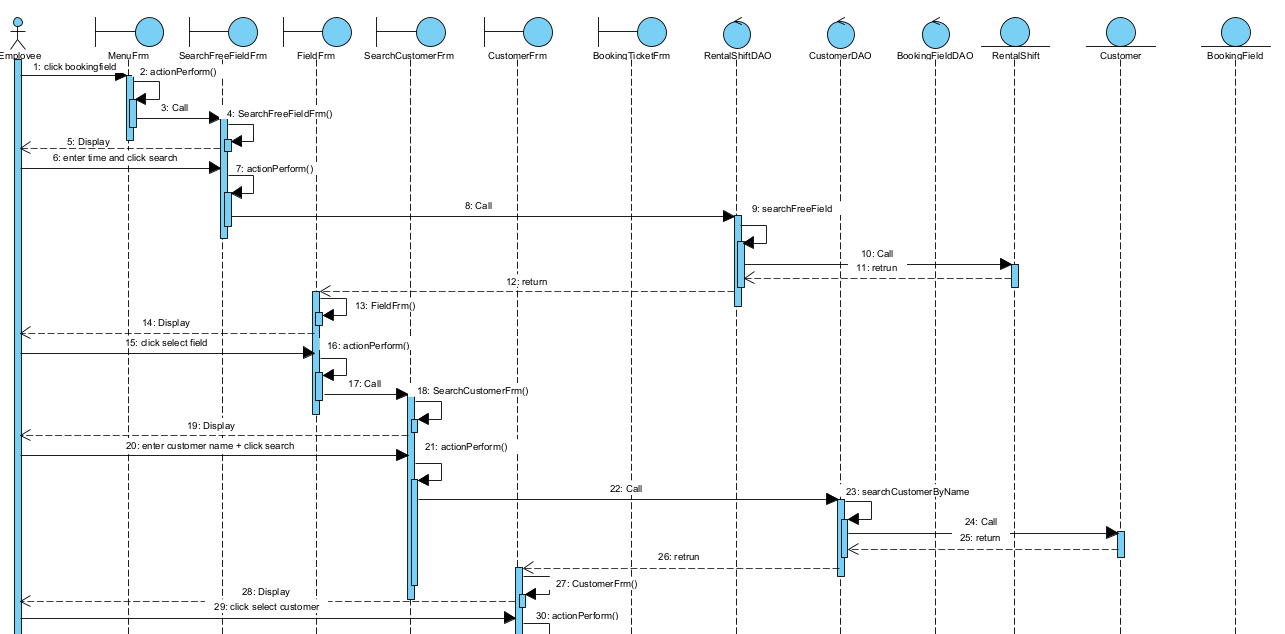 Employee
MenuFrm
SearchFreeFieldFrm
FieldFrm
SearchCustomerFrm
CustomerFrm
BookingTicketFrm
RentalShiftDAO
CustomerDAO
BookingFieldDAO
RentalShift
Customer
BookingField
1: click bookingfield
2: actionPerform()
3: Call
4: SearchFreeFieldFrm()
5: Display
6: enter time and click search
7: actionPerform()
8: Call
9: searchFreeField
10: Call
11: retrun
12: return
13: FieldFrm()
14: Display
15: click select field
16: actionPerform()
17: Call
18: SearchCustomerFrm()
19: Display
20: enter customer name + click search
21: actionPerform()
22: Call
23: searchCustomerByName
24: Call
25: return
26: retrun
27: CustomerFrm()
28: Display
29: click select customer
30: actionPerform()